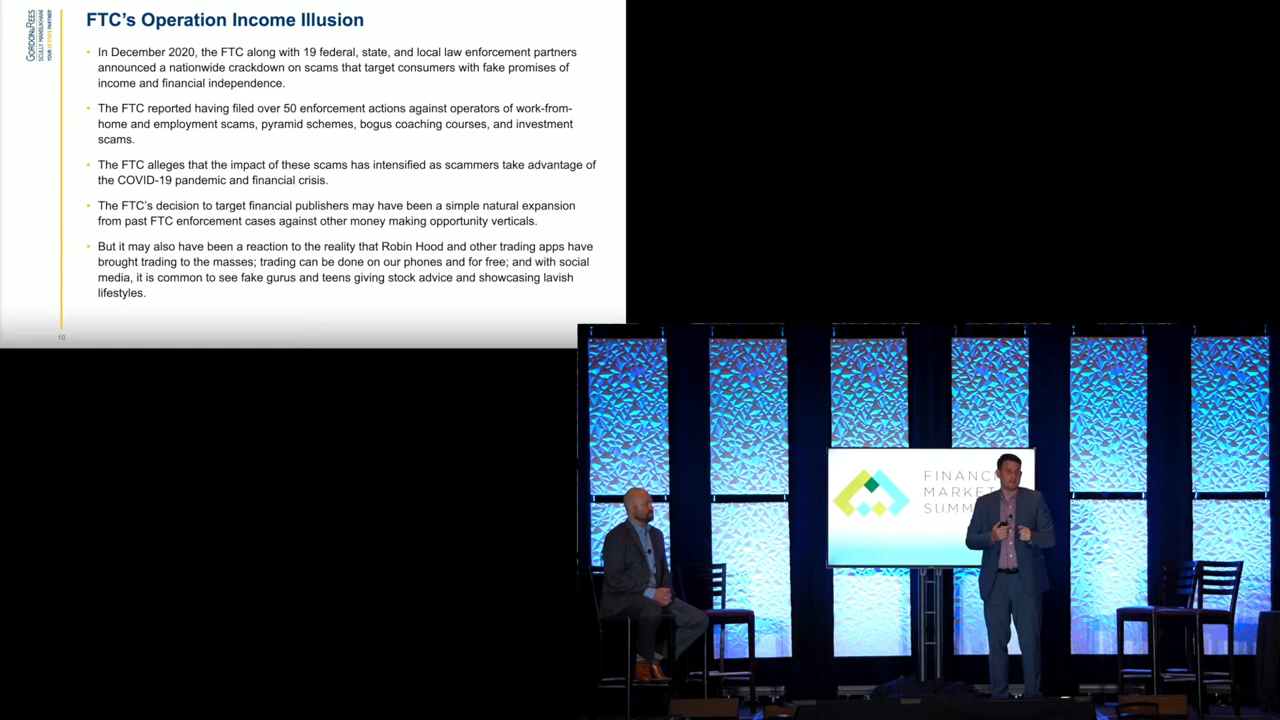 GORDON&REES
SCULLY MANSUKHANI
YOUR 50 STATE PARTNER
FTC's Operation Income Illusion
• In December 2020, the FTC along with 19 federal, state, and local law enforcement partners
announced a nationwide crackdown on scams that target consumers with fake promises of
income and financial independence.
• The FTC reported having filed over 50 enforcement actions against operators of work-from-
home and employment scams, pyramid schemes, bogus coaching courses, and investment
scams.
• The FTC alleges that the impact of these scams has intensified as scammers take advantage of
the COVID-19 pandemic and financial crisis.
• The FTC's decision to target financial publishers may have been a simple natural expansion
from past FTC enforcement cases against other money making opportunity verticals.
• But it may also have been a reaction to the reality that Robin Hood and other trading apps have
brought trading to the masses; trading can be done on our phones and for free; and with social
media, it is common to see fake gurus and teens giving stock advice and showcasing lavish
lifestyles.
10
FINANC
MARKET
SUMM